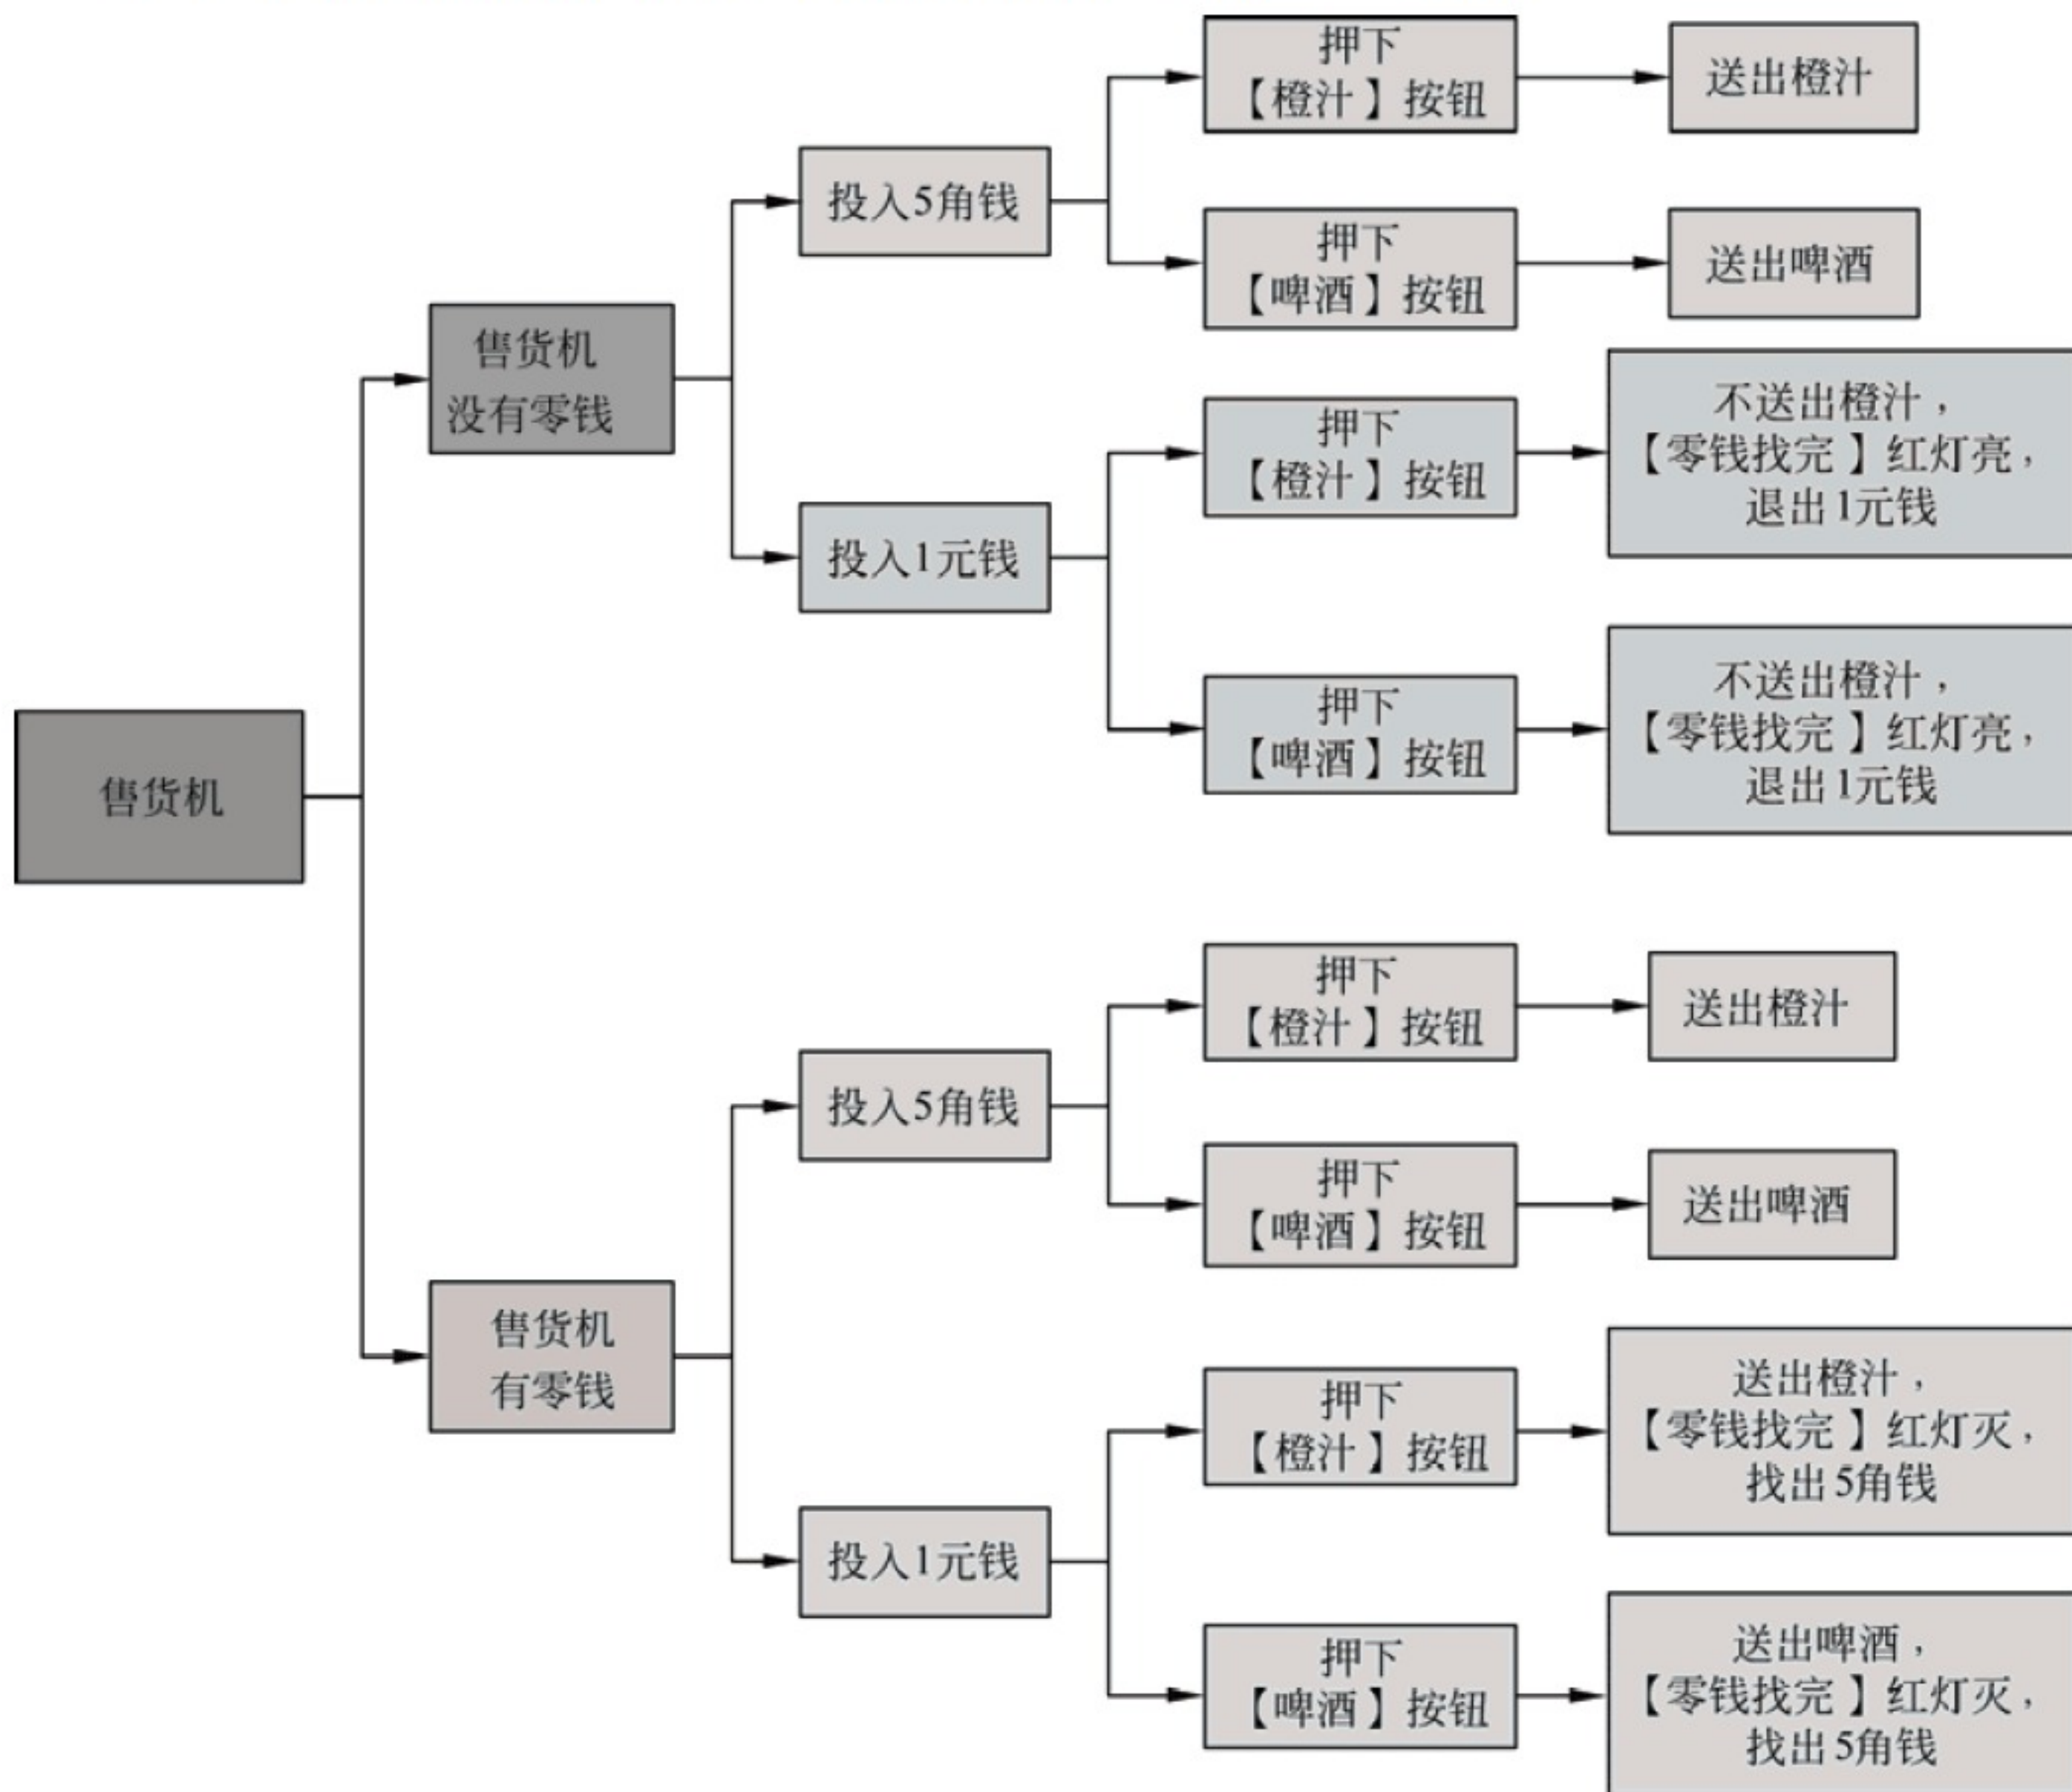 售货机
售货机
没有零钱
投入5角钱
押下
【橙汁】按钮
送出橙汁
押下
【啤酒】按钮
送出啤酒
投入1元钱
押下
【橙汁】按钮
不送出橙汁，
【零钱找完】红灯亮，
退出1元钱
押下
【啤酒】按钮
不送出橙汁，
【零钱找完】红灯亮，
退出1元钱
售货机
有零钱
投入5角钱
押下
【橙汁】按钮
送出橙汁
押下
【啤酒】按钮
送出啤酒
投入1元钱
押下
【橙汁】按钮
送出橙汁，
【零钱找完】红灯灭，
找出5角钱
押下
【啤酒】按钮
送出啤酒，
【零钱找完】红灯灭，
找出5角钱